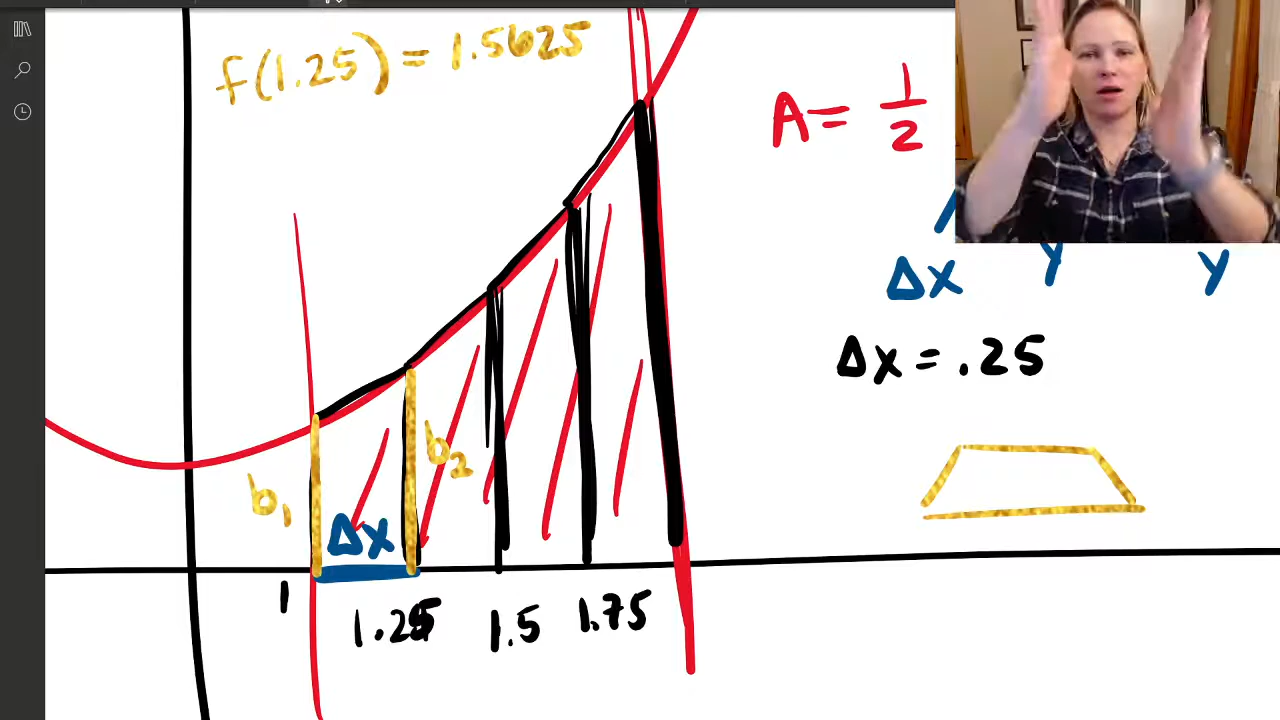 f(1.25) = 1.5625
A = 1/2
Δx
y
y
Δx = .25
b₁
b₂
Δx
1
1.25
1.5
1.75